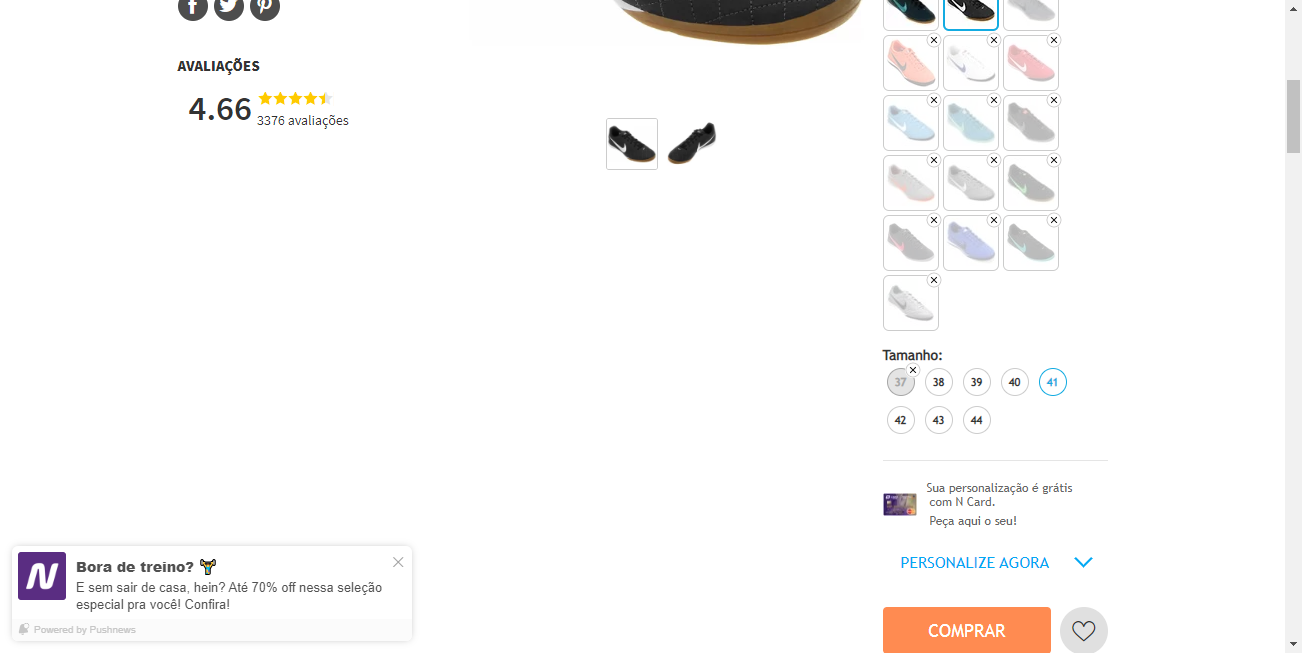 AVALIAÇÕES
4.66
3376 avaliações
Tamanho:
37 38 39 40 41
42 43 44
Sua personalização é grátis
com N Card.
Peça aqui o seu!
PERSONALIZE AGORA
COMPRAR
N
Bora de treino?
E sem sair de casa, hein? Até 70% off nessa seleção
especial pra você! Confira!
Powered by Pushnews